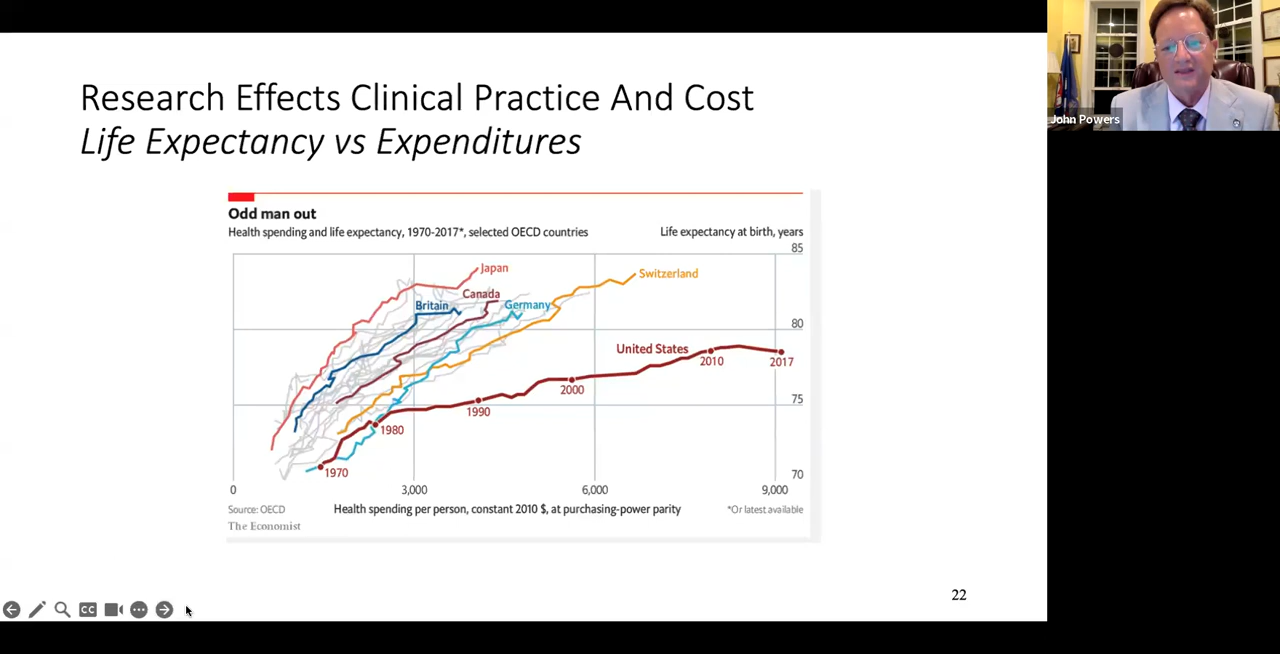 Research Effects Clinical Practice And Cost
Life Expectancy vs Expenditures
John Powers
Odd man out
Health spending and life expectancy, 1970-2017*, selected OECD countries
Life expectancy at birth, years
85
Japan
Switzerland
Canada
Britain
Germany
80
United States
2010
2017
2000
75
1990
1980
1970
70
0
3,000
6,000
9,000
Source: OECD
Health spending per person, constant 2010 $, at purchasing-power parity
*Or latest available
The Economist
22
CC